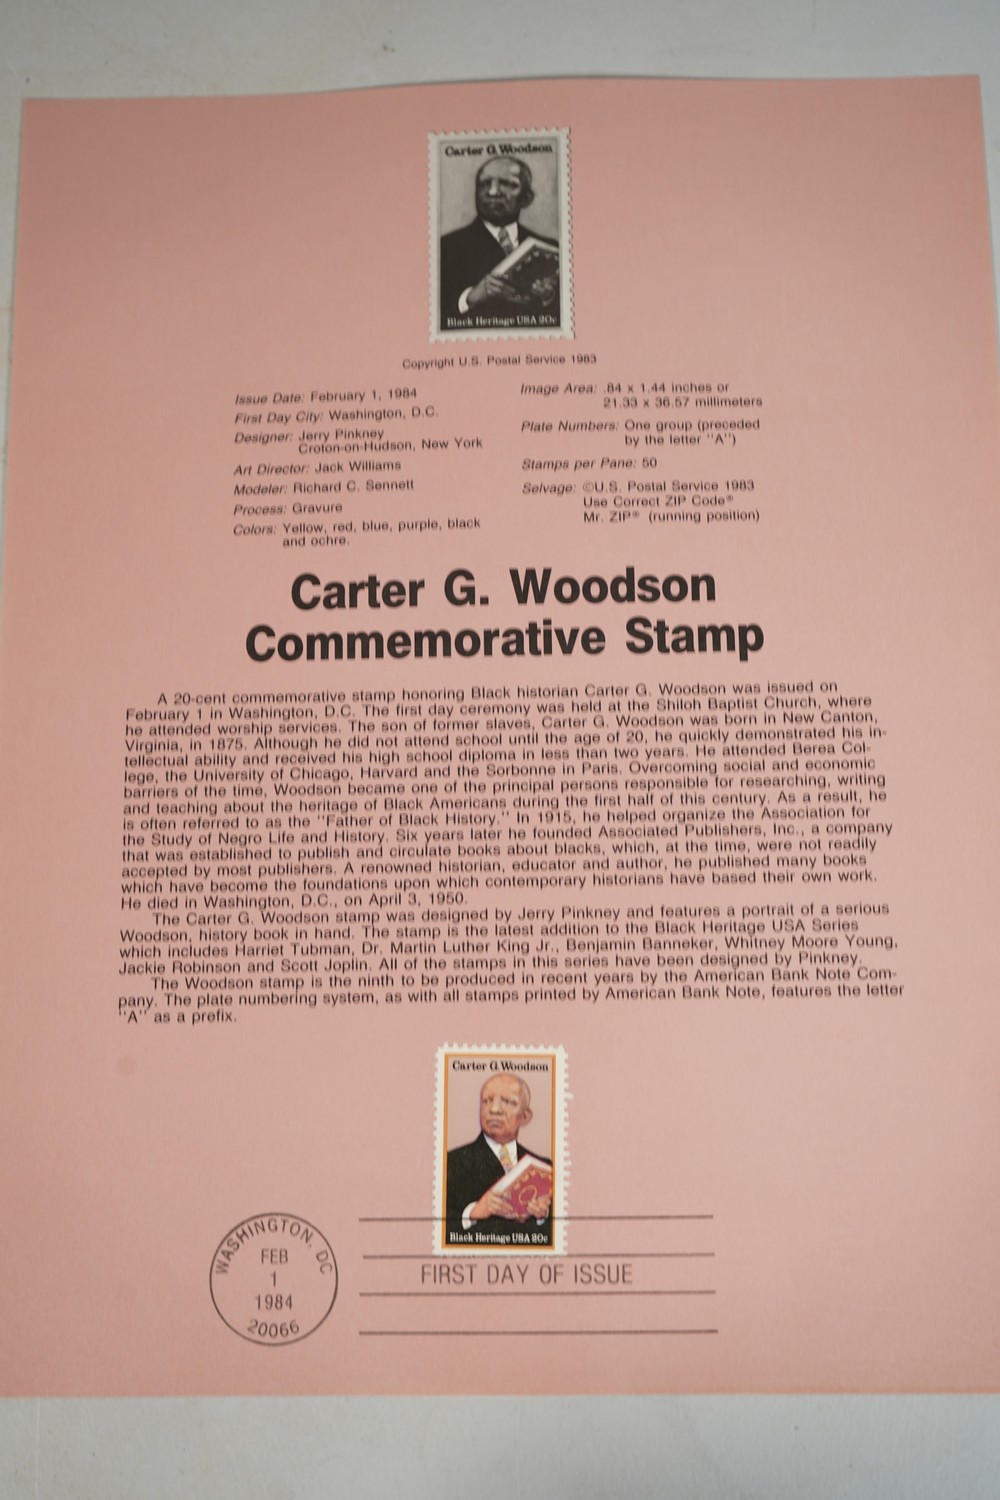 Carter G. Woodson
Black Heritage USA 20c
Copyright U.S. Postal Service 1983
Issue Date: February 1, 1984
First Day City: Washington, D.C.
Designer: Jerry Pinkney
Croton-on-Hudson, New York
Art Director: Jack Williams
Modeler: Richard C. Sennett
Process: Gravure
Colors: Yellow, red, blue, purple, black
and ochre.
Image Area: .84 x 1.44 inches or
21.33 x 36.57 millimeters
Plate Numbers: One group (preceded
by the letter "A")
Stamps per Pane: 50
Selvage: ©U.S. Postal Service 1983
Use Correct ZIP Code®
Mr. ZIP® (running position)
Carter G. Woodson
Commemorative Stamp
A 20-cent commemorative stamp honoring Black historian Carter G. Woodson was issued on
February 1 in Washington, D.C. The first day ceremony was held at the Shiloh Baptist Church, where
he attended worship services. The son of former slaves, Carter G. Woodson was born in New Canton,
Virginia, in 1875. Although he did not attend school until the age of 20, he quickly demonstrated his in-
tellectual ability and received his high school diploma in less than two years. He attended Berea Col-
lege, the University of Chicago, Harvard and the Sorbonne in Paris. Overcoming social and economic
barriers of the time, Woodson became one of the principal persons responsible for researching, writing
and teaching about the heritage of Black Americans during the first half of this century. As a result, he
is often referred to as the "Father of Black History." In 1915, he helped organize the Association for
the Study of Negro Life and History. Six years later he founded Associated Publishers, Inc., a company
that was established to publish and circulate books about blacks, which, at the time, were not readily
accepted by most publishers. A renowned historian, educator and author, he published many books
which have become the foundations upon which contemporary historians have based their own work.
He died in Washington, D.C., on April 3, 1950.
The Carter G. Woodson stamp was designed by Jerry Pinkney and features a portrait of a serious
Woodson, history book in hand. The stamp is the latest addition to the Black Heritage USA Series
which includes Harriet Tubman, Dr. Martin Luther King Jr., Benjamin Banneker, Whitney Moore Young,
Jackie Robinson and Scott Joplin. All of the stamps in this series have been designed by Pinkney.
The Woodson stamp is the ninth to be produced in recent years by the American Bank Note Com-
pany. The plate numbering system, as with all stamps printed by American Bank Note, features the letter
"A" as a prefix.
Carter G. Woodson
Black Heritage USA 20c
WASHINGTON, DC
FEB
1
1984
20066
FIRST DAY OF ISSUE